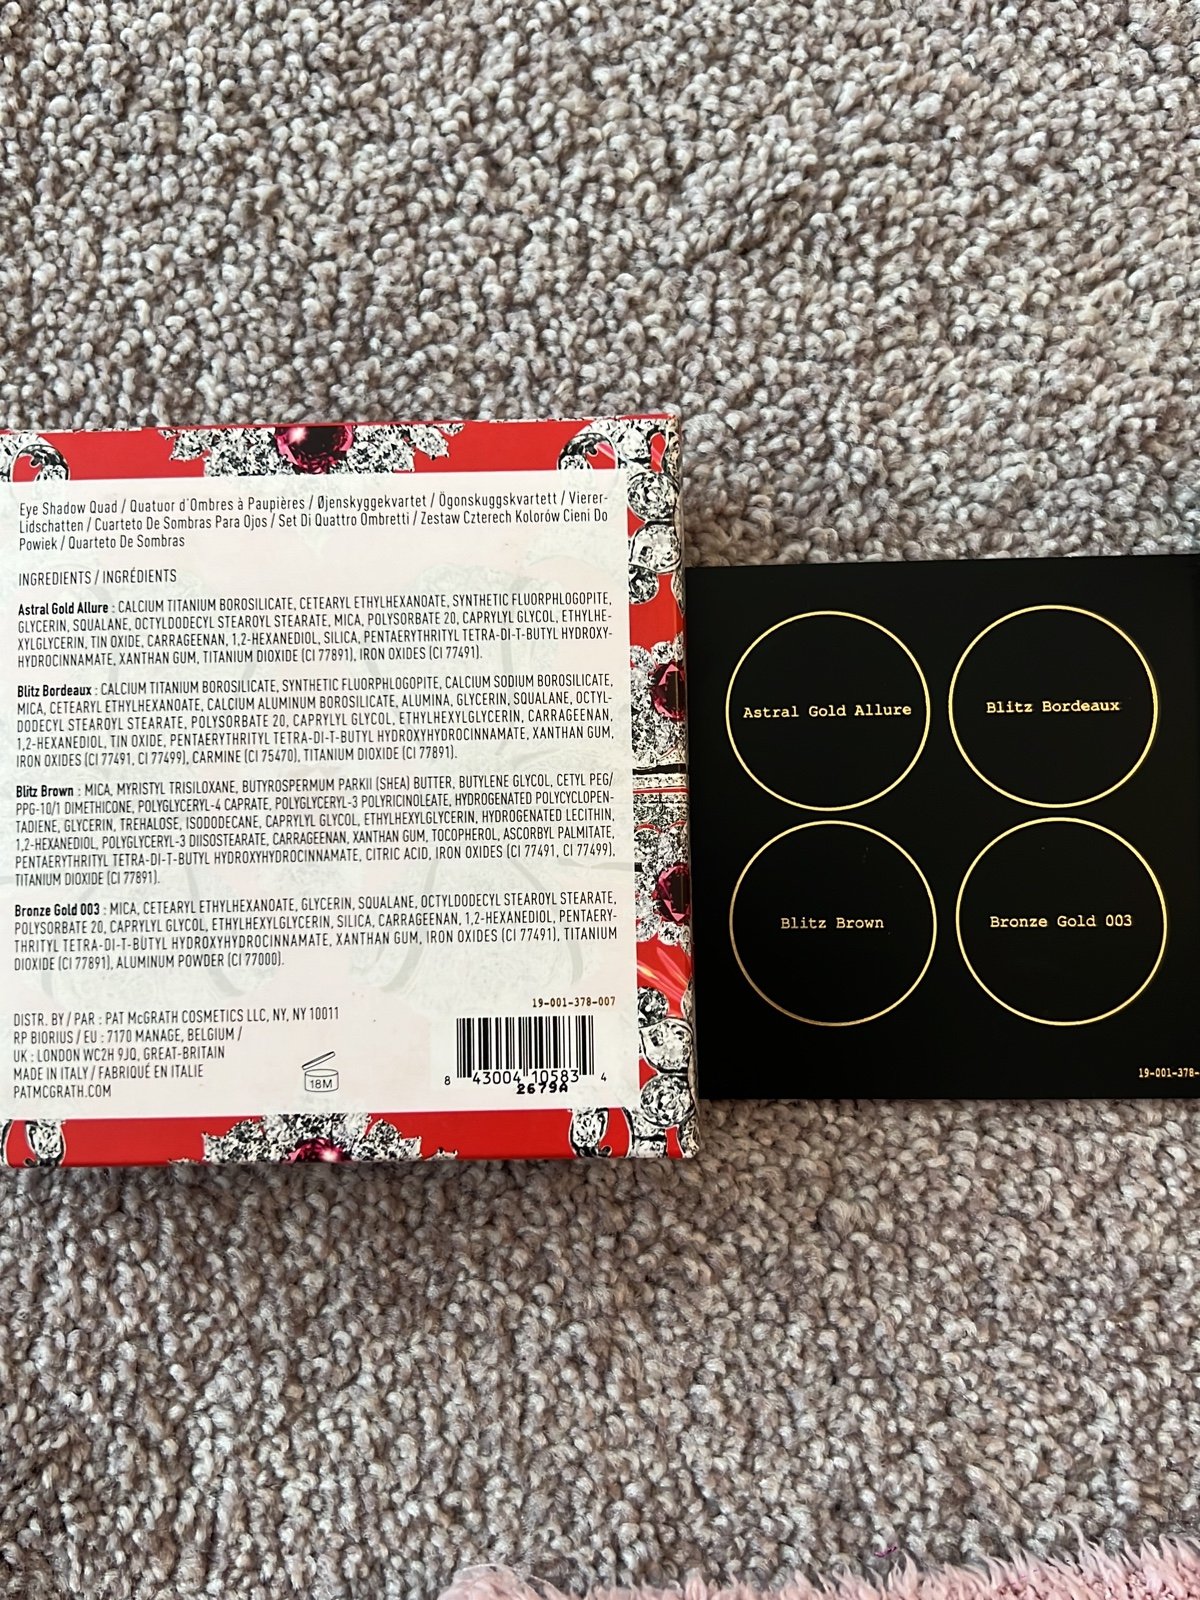 Eye Shadow Quad / Quatuor d'Ombres à Paupières / Øjenskyggekvartet / Ögonskuggskvartett / Vierer-
Lidschatten / Cuarteto De Sombras Para Ojos / Set Di Quattro Ombretti / Zestaw Czterech Kolorów Cieni Do
Powiek / Quarteto De Sombras
INGREDIENTS / INGRÉDIENTS
Astral Gold Allure : CALCIUM TITANIUM BOROSILICATE, CETEARYL ETHYLHEXANOATE, SYNTHETIC FLUORPHLOGOPITE,
GLYCERIN, SQUALANE, OCTYLDODECYL STEAROYL STEARATE, MICA, POLYSORBATE 20, CAPRYLYL GLYCOL, ETHYLHE-
XYLGLYCERIN, TIN OXIDE, CARRAGEENAN, 1,2-HEXANEDIOL, SILICA, PENTAERYTHRITYL TETRA-DI-T-BUTYL HYDROXY-
HYDROCINNAMATE, XANTHAN GUM, TITANIUM DIOXIDE (CI 77891), IRON OXIDES (CI 77491).
Blitz Bordeaux : CALCIUM TITANIUM BOROSILICATE, SYNTHETIC FLUORPHLOGOPITE, CALCIUM SODIUM BOROSILICATE,
MICA, CETEARYL ETHYLHEXANOATE, CALCIUM ALUMINUM BOROSILICATE, ALUMINA, GLYCERIN, SQUALANE, OCTYL-
DODECYL STEAROYL STEARATE, POLYSORBATE 20, CAPRYLYL GLYCOL, ETHYLHEXYLGLYCERIN, CARRAGEENAN,
1,2-HEXANEDIOL, TIN OXIDE, PENTAERYTHRITYL TETRA-DI-T-BUTYL HYDROXYHYDROCINNAMATE, XANTHAN GUM,
IRON OXIDES (CI 77491, CI 77499), CARMINE (CI 75470), TITANIUM DIOXIDE (CI 77891).
Blitz Brown : MICA, MYRISTYL TRISILOXANE, BUTYROSPERMUM PARKII (SHEA) BUTTER, BUTYLENE GLYCOL, CETYL PEG/
PPG-10/1 DIMETHICONE, POLYGLYCERYL-4 CAPRATE, POLYGLYCERYL-3 POLYRICINOLEATE, HYDROGENATED POLYCYCLOPEN-
TADIENE, GLYCERIN, TREHALOSE, ISODODECANE, CAPRYLYL GLYCOL, ETHYLHEXYLGLYCERIN, HYDROGENATED LECITHIN,
1,2-HEXANEDIOL, POLYGLYCERYL-3 DIISOSTEARATE, CARRAGEENAN, XANTHAN GUM, TOCOPHEROL, ASCORBYL PALMITATE,
PENTAERYTHRITYL TETRA-DI-T-BUTYL HYDROXYHYDROCINNAMATE, CITRIC ACID, IRON OXIDES (CI 77491, CI 77499),
TITANIUM DIOXIDE (CI 77891).
Bronze Gold 003 : MICA, CETEARYL ETHYLHEXANOATE, GLYCERIN, SQUALANE, OCTYLDODECYL STEAROYL STEARATE,
POLYSORBATE 20, CAPRYLYL GLYCOL, ETHYLHEXYLGLYCERIN, SILICA, CARRAGEENAN, 1,2-HEXANEDIOL, PENTAERY-
THRITYL TETRA-DI-T-BUTYL HYDROXYHYDROCINNAMATE, XANTHAN GUM, IRON OXIDES (CI 77491), TITANIUM
DIOXIDE (CI 77891), ALUMINUM POWDER (CI 77000).
19-001-378-007
DISTR. BY / PAR : PAT McGRATH COSMETICS LLC, NY, NY 10011
RP BIORIUS / EU : 7170 MANAGE, BELGIUM /
UK : LONDON WC2H 9JQ, GREAT-BRITAIN
MADE IN ITALY / FABRIQUÉ EN ITALIE
PATMCGRATH.COM
18M
8 43004 10583 4
2679A
Astral Gold Allure
Blitz Bordeaux
Blitz Brown
Bronze Gold 003
19-001-378-